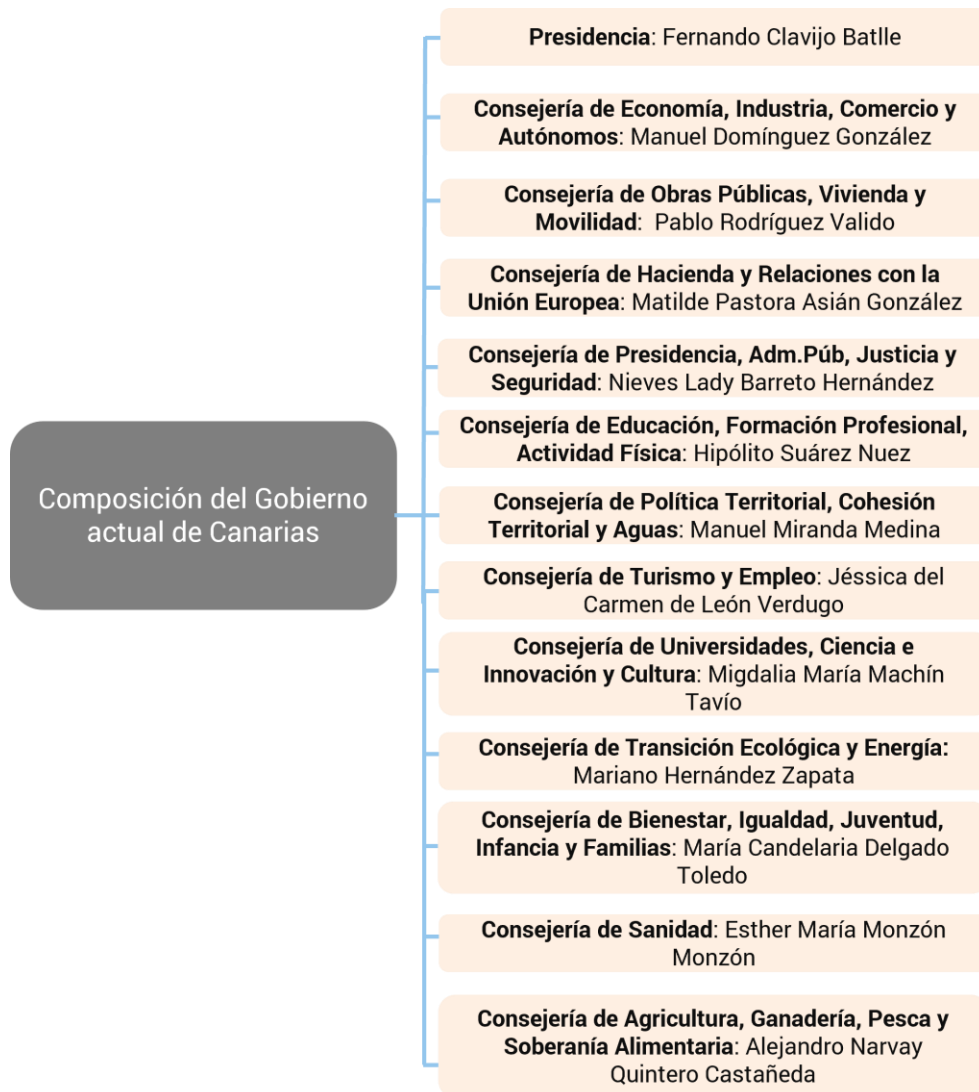 Presidencia: Fernando Clavijo Batlle
Consejería de Economía, Industria, Comercio y
Autónomos: Manuel Domínguez González
Consejería de Obras Públicas, Vivienda y
Movilidad: Pablo Rodríguez Valido
Consejería de Hacienda y Relaciones con la
Unión Europea: Matilde Pastora Asián González
Consejería de Presidencia, Adm.Púb, Justicia y
Seguridad: Nieves Lady Barreto Hernández
Consejería de Educación, Formación Profesional,
Actividad Física: Hipólito Suárez Nuez
Composición del Gobierno
actual de Canarias
Consejería de Política Territorial, Cohesión
Territorial y Aguas: Manuel Miranda Medina
Consejería de Turismo y Empleo: Jéssica del
Carmen de León Verdugo
Consejería de Universidades, Ciencia e
Innovación y Cultura: Migdalia María Machín
Tavío
Consejería de Transición Ecológica y Energía:
Mariano Hernández Zapata
Consejería de Bienestar, Igualdad, Juventud,
Infancia y Familias: María Candelaria Delgado
Toledo
Consejería de Sanidad: Esther María Monzón
Monzón
Consejería de Agricultura, Ganadería, Pesca y
Soberanía Alimentaria: Alejandro Narvay
Quintero Castañeda